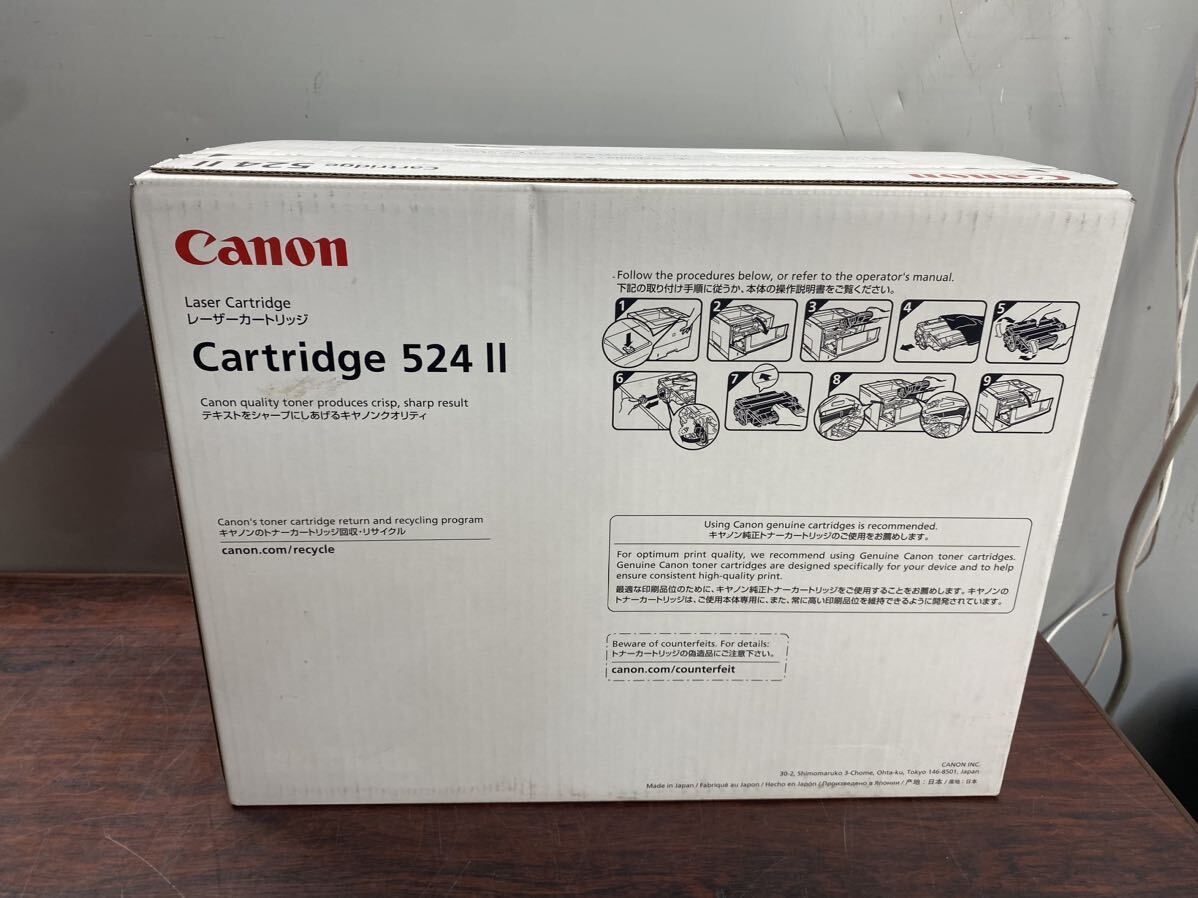 Cartridge 524 II
Canon
Canon
Laser Cartridge
レーザーカートリッジ
Cartridge 524 II
Canon quality toner produces crisp, sharp result
テキストをシャープにしあげるキヤノンクオリティ
Canon's toner cartridge return and recycling program
キヤノンのトナーカートリッジ回収・リサイクル
canon.com/recycle
Follow the procedures below, or refer to the operator's manual.
下記の取り付け手順に従うか、本体の操作説明書をご覧ください。
1 2 3 4 5
6 7 8 9
Using Canon genuine cartridges is recommended.
キヤノン純正トナーカートリッジのご使用をお薦めします。
For optimum print quality, we recommend using Genuine Canon toner cartridges.
Genuine Canon toner cartridges are designed specifically for your device and to help
ensure consistent high-quality print.
最適な印刷品位のために、キヤノン純正トナーカートリッジをご使用することをお薦めします。キヤノンの
トナーカートリッジは、ご使用本体専用に、また、常に高い印刷品位を維持できるように開発されています。
Beware of counterfeits. For details:
トナーカートリッジの偽造品にご注意下さい。
canon.com/counterfeit
CANON INC.
30-2, Shimomaruko 3-Chome, Ohta-ku, Tokyo 146-8501, Japan
Made in Japan / Fabriqué au Japon / Hecho en Japón / Произведено в Японии / 产地：日本 / 産地：日本